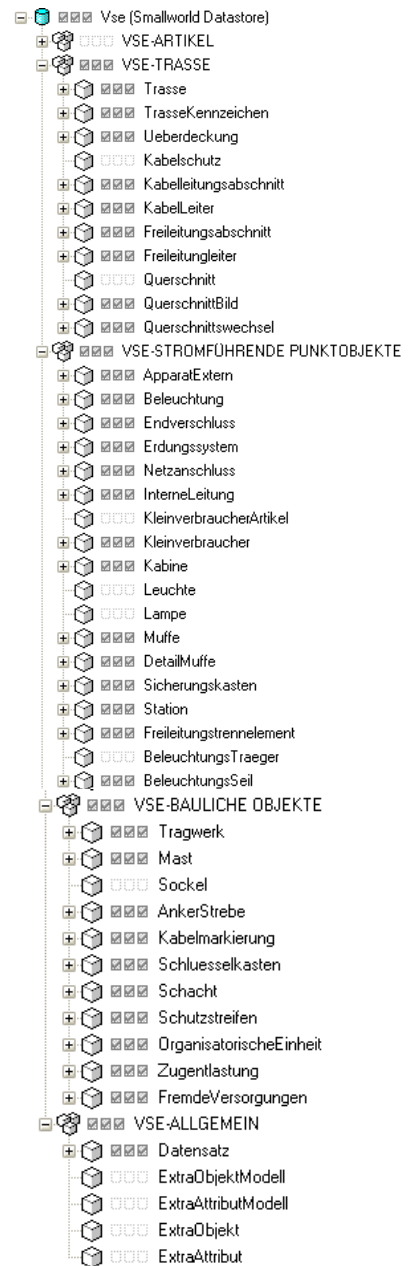 Vse (Smallworld Datastore)
VSE-ARTIKEL
VSE-TRASSE
Trasse
TrasseKennzeichen
Ueberdeckung
Kabelschutz
Kabelleitungsabschnitt
KabelLeiter
Freileitungsabschnitt
Freileitungleiter
Querschnitt
QuerschnittBild
Querschnittswechsel
VSE-STROMFÜHRENDE PUNKTOBJEKTE
ApparatExtern
Beleuchtung
Endverschluss
Erdungssystem
Netzanschluss
InterneLeitung
KleinverbraucherArtikel
Kleinverbraucher
Kabine
Leuchte
Lampe
Muffe
DetailMuffe
Sicherungskasten
Station
Freileitungstrennelement
BeleuchtungsTraeger
BeleuchtungsSeil
VSE-BAULICHE OBJEKTE
Tragwerk
Mast
Sockel
AnkerStrebe
Kabelmarkierung
Schluesselkasten
Schacht
Schutzstreifen
OrganisatorischeEinheit
Zugentlastung
FremdeVersorgungen
VSE-ALLGEMEIN
Datensatz
ExtraObjektModell
ExtraAttributModell
ExtraObjekt
ExtraAttribut